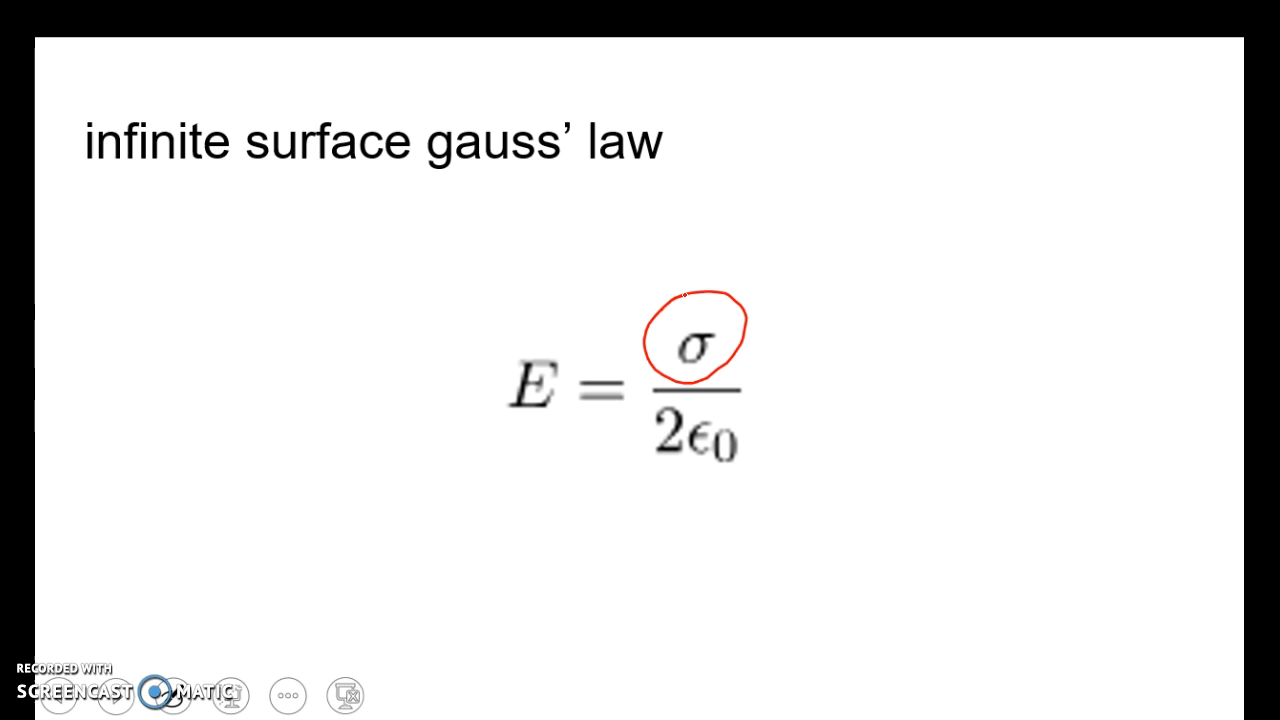 infinite surface gauss’ law
E = σ / 2ϵ₀
RECORDED WITH
SCREENCAST MATIC